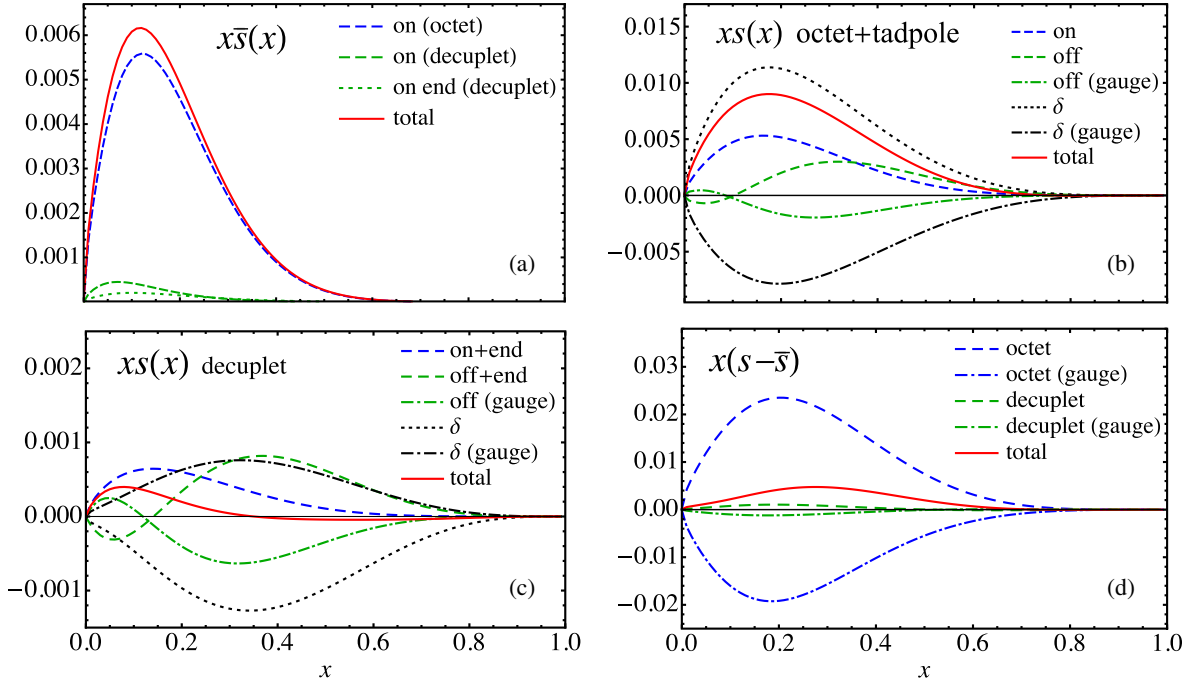 0.006
0.005
0.004
0.003
0.002
0.001
xs̅(x)
on (octet)
on (decuplet)
on end (decuplet)
total
(a)
0.015
0.010
0.005
0.000
−0.005
xs(x) octet+tadpole
on
off
off (gauge)
δ
δ (gauge)
total
(b)
0.002
0.001
0.000
−0.001
xs(x) decuplet
on+end
off+end
off (gauge)
δ
δ (gauge)
total
(c)
0.0 0.2 0.4 0.6 0.8 1.0
x
0.03
0.02
0.01
0.00
−0.01
−0.02
x(s−s̅)
octet
octet (gauge)
decuplet
decuplet (gauge)
total
(d)
0.0 0.2 0.4 0.6 0.8 1.0
x